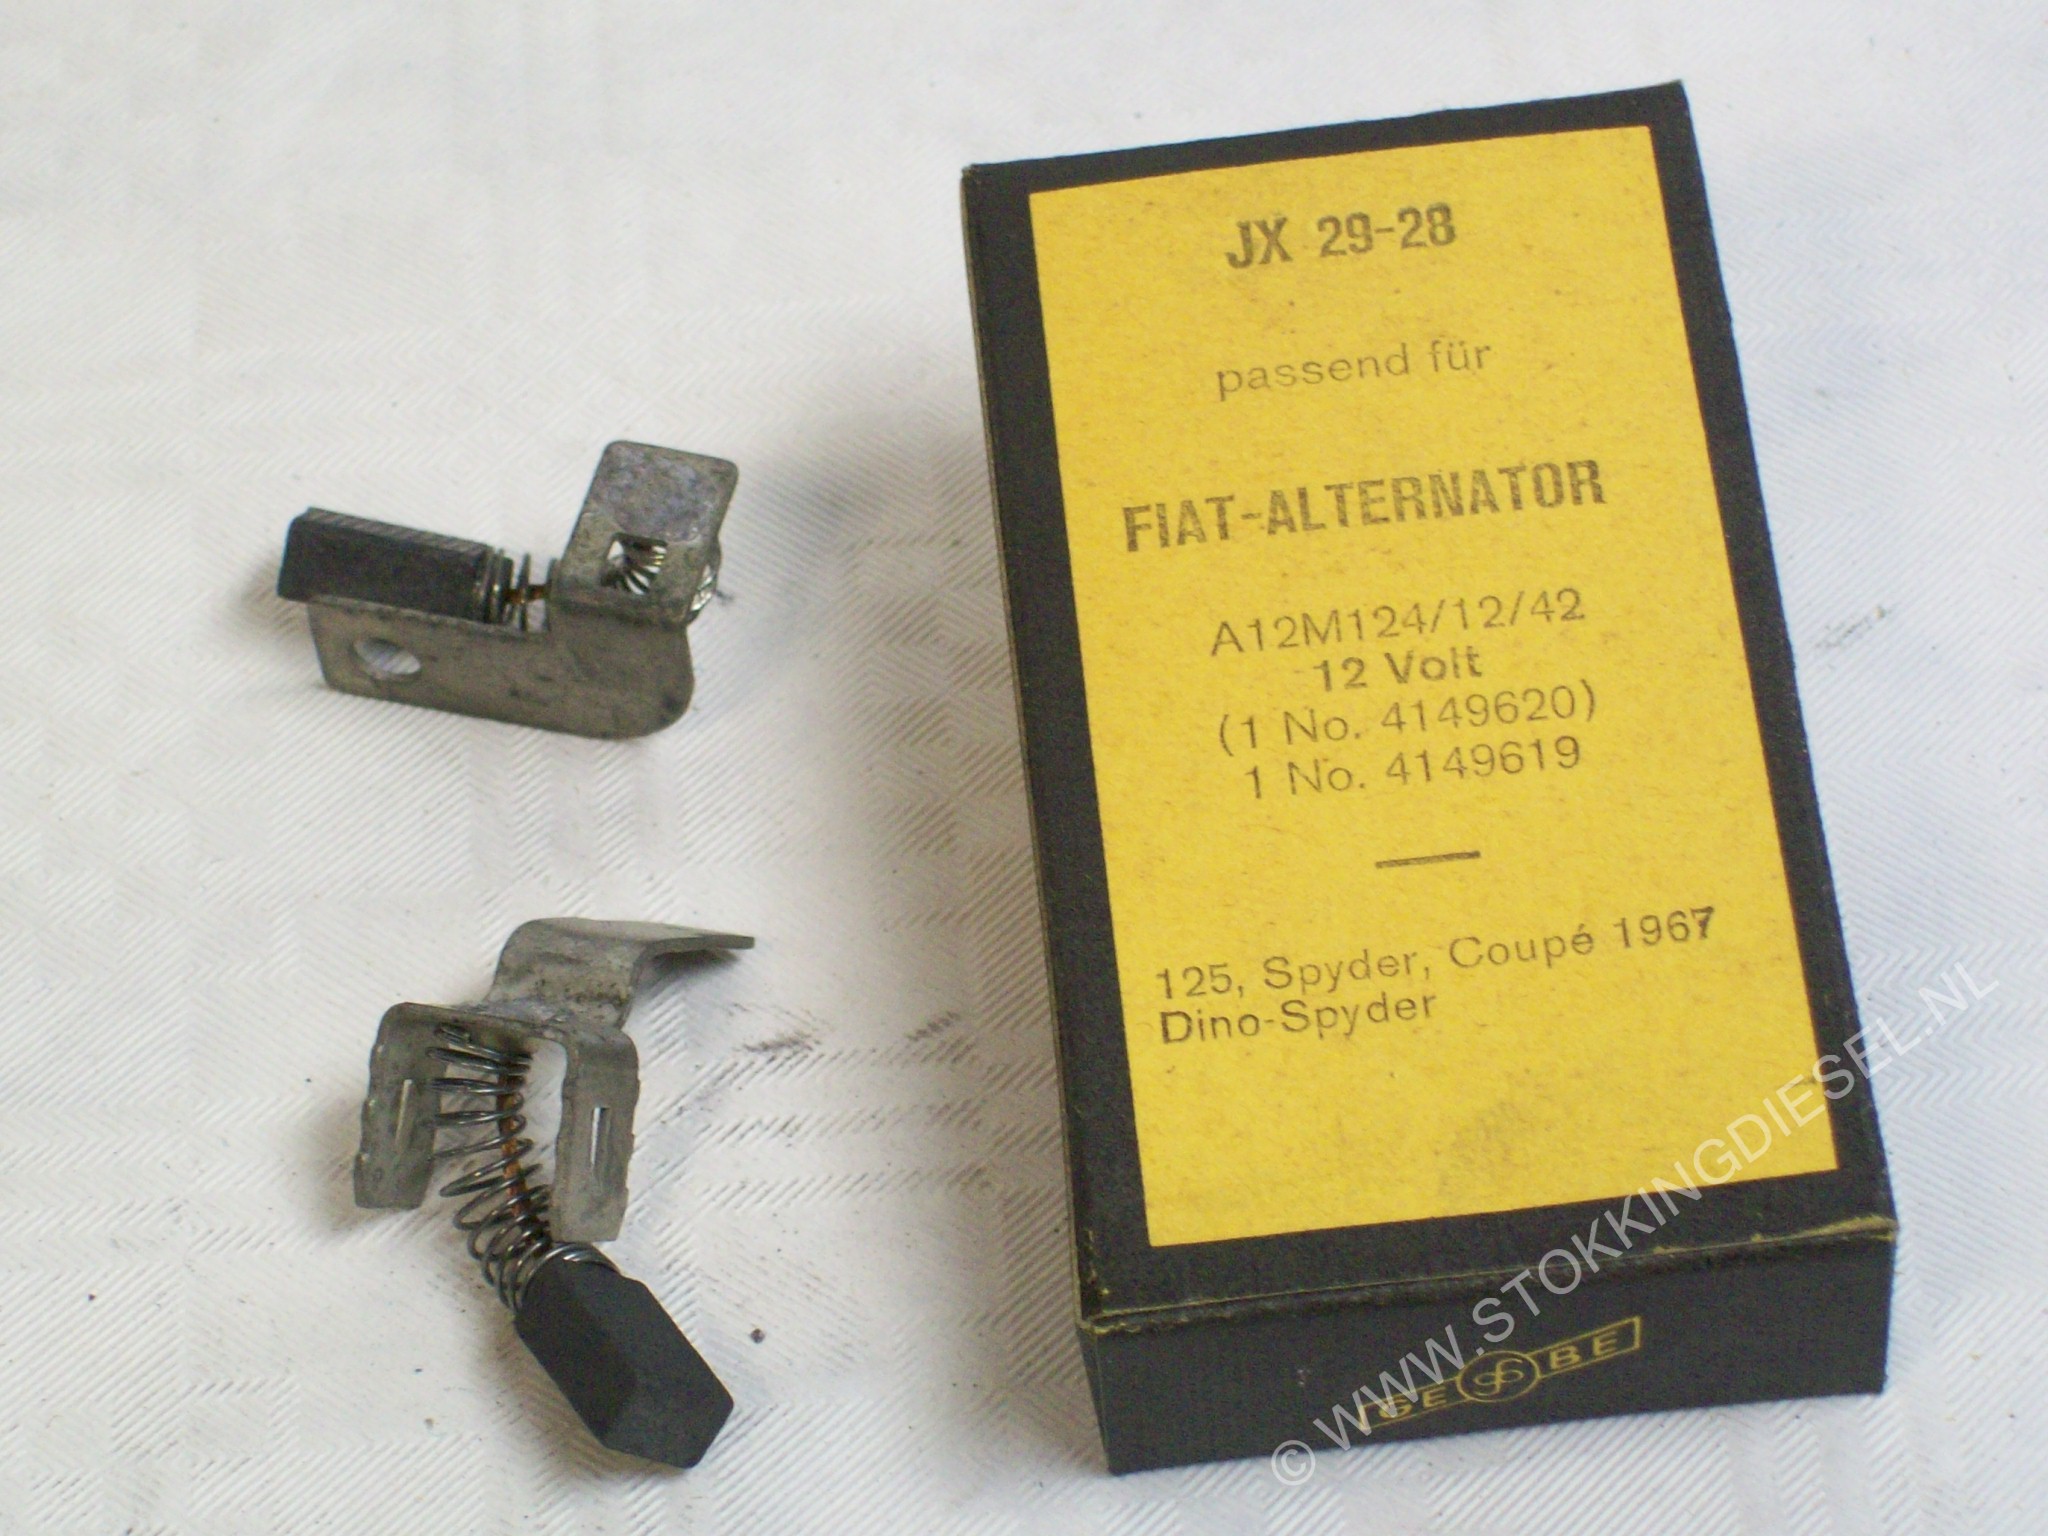 JX 29-28
passend für
FIAT-ALTERNATOR
A12M124/12/42
12 Volt
(1 No. 4149620)
1 No. 4149619
125, Spyder, Coupé 1967
Dino-Spyder
GE BE
© WWW.STOKKINGDIESEL.NL